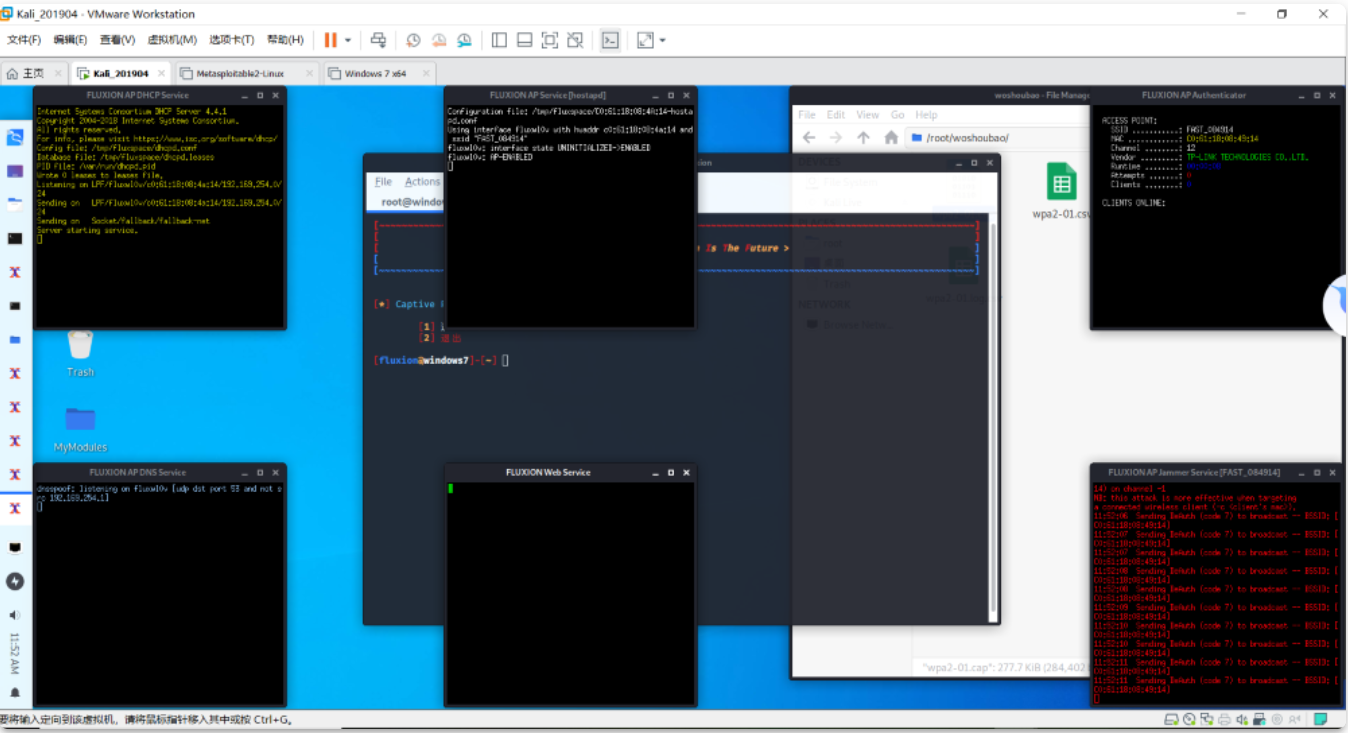 Kali_201904 - VMware Workstation
文件(F) 编辑(E) 查看(V) 虚拟机(M) 选项卡(T) 帮助(H)
主页 Kali_201904 Metasploitable2-Linux Windows 7 x64
FLUXION AP DHCP Service
Internet Systems Consortium DHCP Server 4.4.1
Copyright 2004-2018 Internet Systems Consortium.
All rights reserved.
For info, please visit https://www.isc.org/software/dhcp/
Config file: /tmp/fluxspace/dhcpd.conf
Database file: /tmp/fluxspace/dhcpd.leases
PID file: /var/run/dhcpd.pid
Wrote 0 leases to leases file.
Listening on LPF/fluxwl0v/c0:61:18:08:4a:14/192.169.254.0/
24
Sending on LPF/fluxwl0v/c0:61:18:08:4a:14/192.169.254.0/
24
Sending on Socket/fallback/fallback-net
Server starting service.
FLUXION AP Service [hostapd]
Configuration file: /tmp/fluxspace/C0:61:18:08:4A:14-hosta
pd.conf
Using interface fluxwl0v with hwaddr c0:61:18:08:4a:14 and
ssid "FAST_084914"
fluxwl0v: interface state UNINITIALIZED->ENABLED
fluxwl0v: AP-ENABLED
woshoubao - File Manag
File Edit View Go Help
/root/woshoubao/
DEVICES
File System
PLACES
Trash
NETWORK
Browse Netw
wpa2-01.csv
"wpa2-01.cap": 277.7 KiB (284,402
FLUXION AP Authenticator
ACCESS POINT:
SSID ...........: FAST_084914
MAC ............: C0:61:18:08:49:14
Channel ........: 12
Vendor .........: TP-LINK TECHNOLOGIES CO.,LTD.
Runtime ........:
Attempts .......: 0
Clients ........: 0
CLIENTS ONLINE:
ion
File Actions
root@window
Is The Future >
[*] Captive P
[1]
[2] 退出
[fluxion@windows7]-[~]
Trash
MyModules
FLUXION AP DNS Service
dnsspoof: listening on fluxwl0v [udp dst port 53 and not s
rc 192.169.254.1]
FLUXION Web Service
FLUXION AP Jammer Service [FAST_084914]
14) on channel -1
NB: this attack is more effective when targeting
a connected wireless client (-c <client's mac>).
11:52:06 Sending DeAuth (code 7) to broadcast -- BSSID: [
C0:61:18:08:49:14]
11:52:07 Sending DeAuth (code 7) to broadcast -- BSSID: [
C0:61:18:08:49:14]
11:52:07 Sending DeAuth (code 7) to broadcast -- BSSID: [
C0:61:18:08:49:14]
11:52:08 Sending DeAuth (code 7) to broadcast -- BSSID: [
C0:61:18:08:49:14]
11:52:08 Sending DeAuth (code 7) to broadcast -- BSSID: [
C0:61:18:08:49:14]
11:52:09 Sending DeAuth (code 7) to broadcast -- BSSID: [
C0:61:18:08:49:14]
11:52:10 Sending DeAuth (code 7) to broadcast -- BSSID: [
C0:61:18:08:49:14]
11:52:10 Sending DeAuth (code 7) to broadcast -- BSSID: [
C0:61:18:08:49:14]
11:52:11 Sending DeAuth (code 7) to broadcast -- BSSID: [
C0:61:18:08:49:14]
11:52:11 Sending DeAuth (code 7) to broadcast -- BSSID: [
C0:61:18:08:49:14]
11:52 AM
要将输入定向到该虚拟机，请将鼠标指针移入其中或按 Ctrl+G。